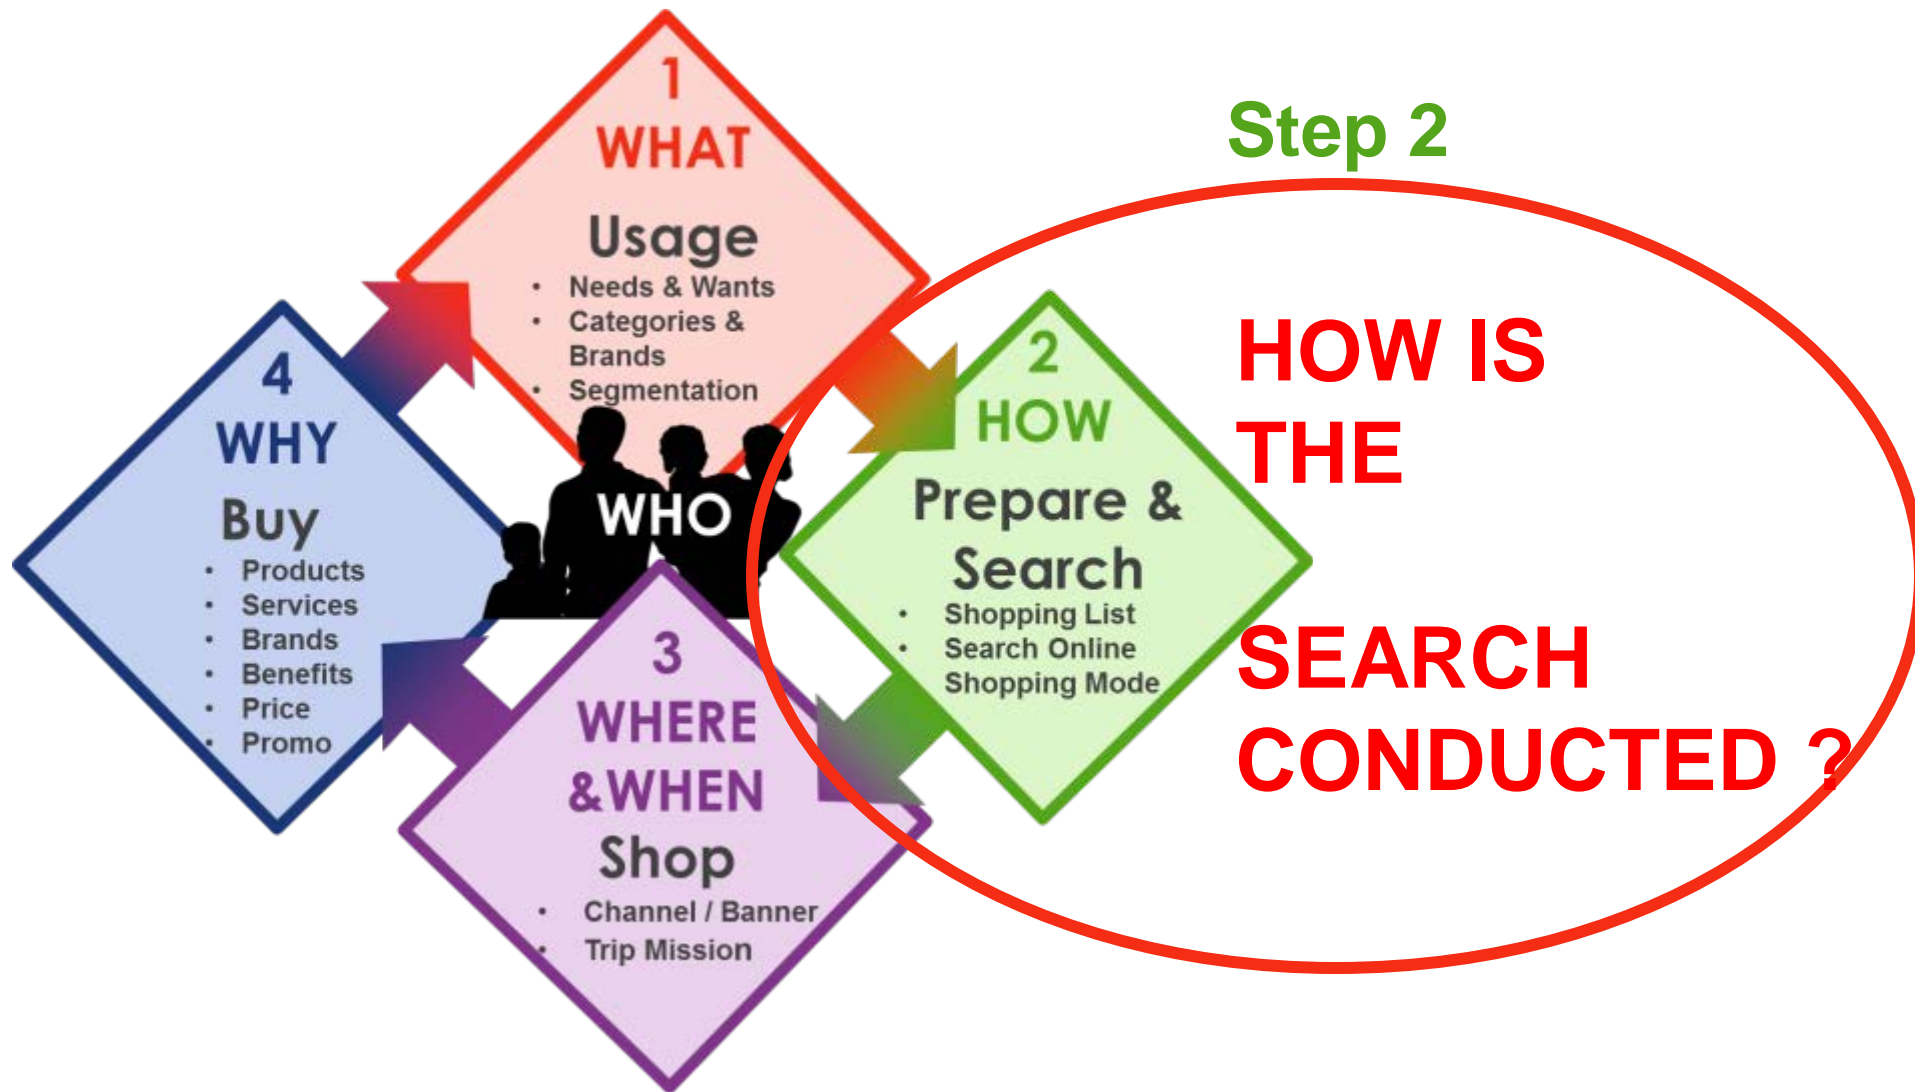 1
WHAT
Usage
• Needs & Wants
• Categories &
Brands
• Segmentation
Step 2
2
HOW
Prepare &
Search
• Shopping List
• Search Online
Shopping Mode
HOW IS
THE
SEARCH
CONDUCTED ?
4
WHY
Buy
• Products
• Services
• Brands
• Benefits
• Price
• Promo
WHO
3
WHERE
&WHEN
Shop
• Channel / Banner
• Trip Mission